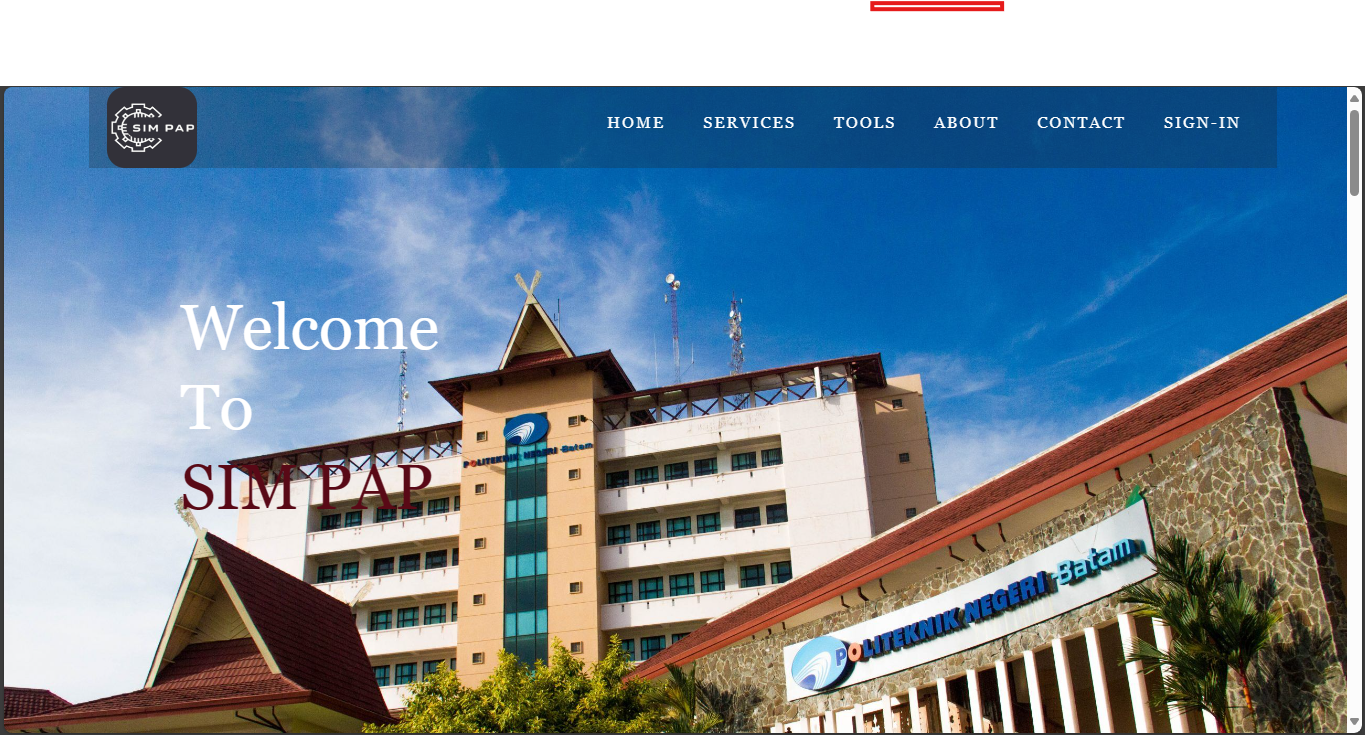 SIM PAP
HOME SERVICES TOOLS ABOUT CONTACT SIGN-IN
Welcome
To
SIM PAP
POLITEKNIK NEGERI Batam
POLITEKNIK NEGERI Batam